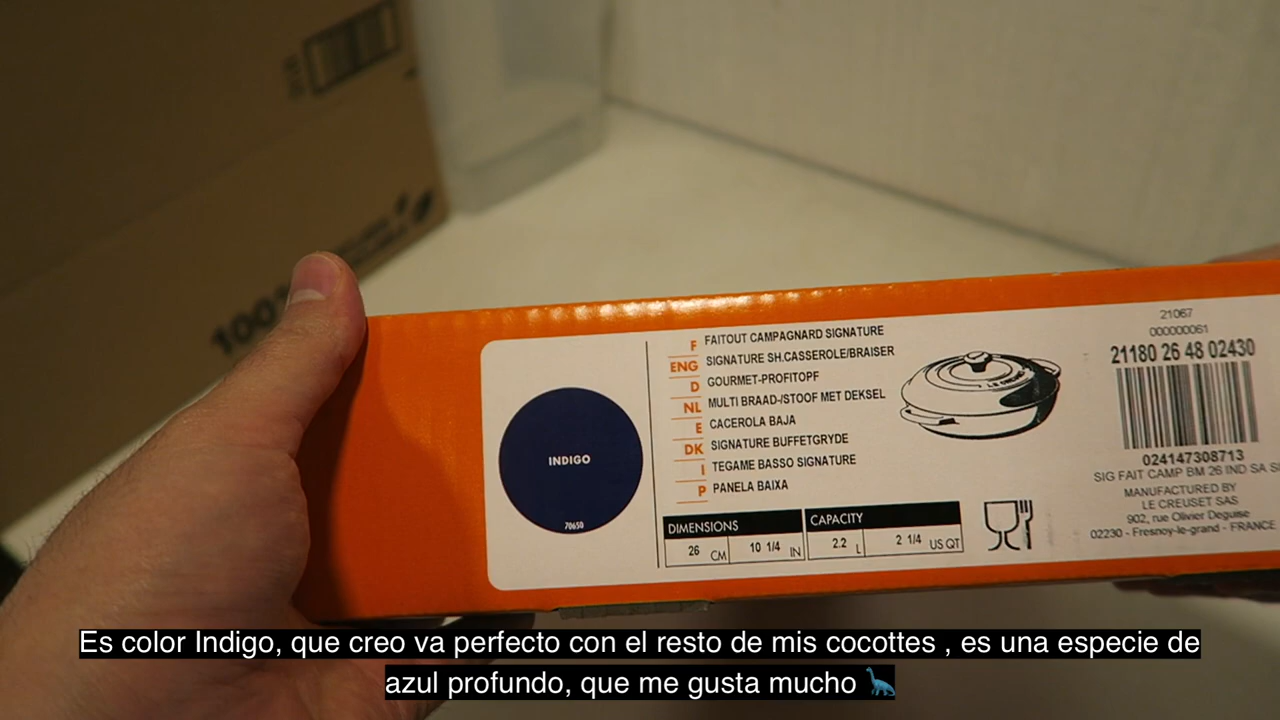 100%
F FAITOUT CAMPAGNARD SIGNATURE
ENG SIGNATURE SH.CASSEROLE/BRAISER
D GOURMET-PROFITOPF
NL MULTI BRAAD-/STOOF MET DEKSEL
E CACEROLA BAJA
DK SIGNATURE BUFFETGRYDE
I TEGAME BASSO SIGNATURE
P PANELA BAIXA
INDIGO
70650
DIMENSIONS
26 CM 10 1/4 IN
CAPACITY
2.2 L 2 1/4 US QT
LE CREUSET
21067
000000061
21180 26 48 02430
024147308713
SIG FAIT CAMP BM 26 IND SA
MANUFACTURED BY
LE CREUSET SAS
902, rue Olivier Deguise
02230 - Fresnoy-le-grand - FRANCE
Es color Indigo, que creo va perfecto con el resto de mis cocottes , es una especie de
azul profundo, que me gusta mucho 🦕